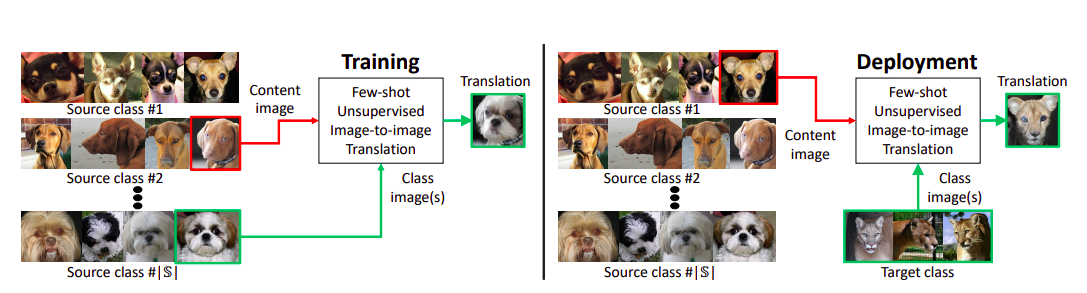 Training
Source class #1
Content
image
Few-shot
Unsupervised
Image-to-image
Translation
Translation
Source class #2
Class
image(s)
Source class #|𝕊|
Deployment
Source class #1
Content
image
Few-shot
Unsupervised
Image-to-image
Translation
Translation
Source class #2
Class
image(s)
Source class #|𝕊|
Target class